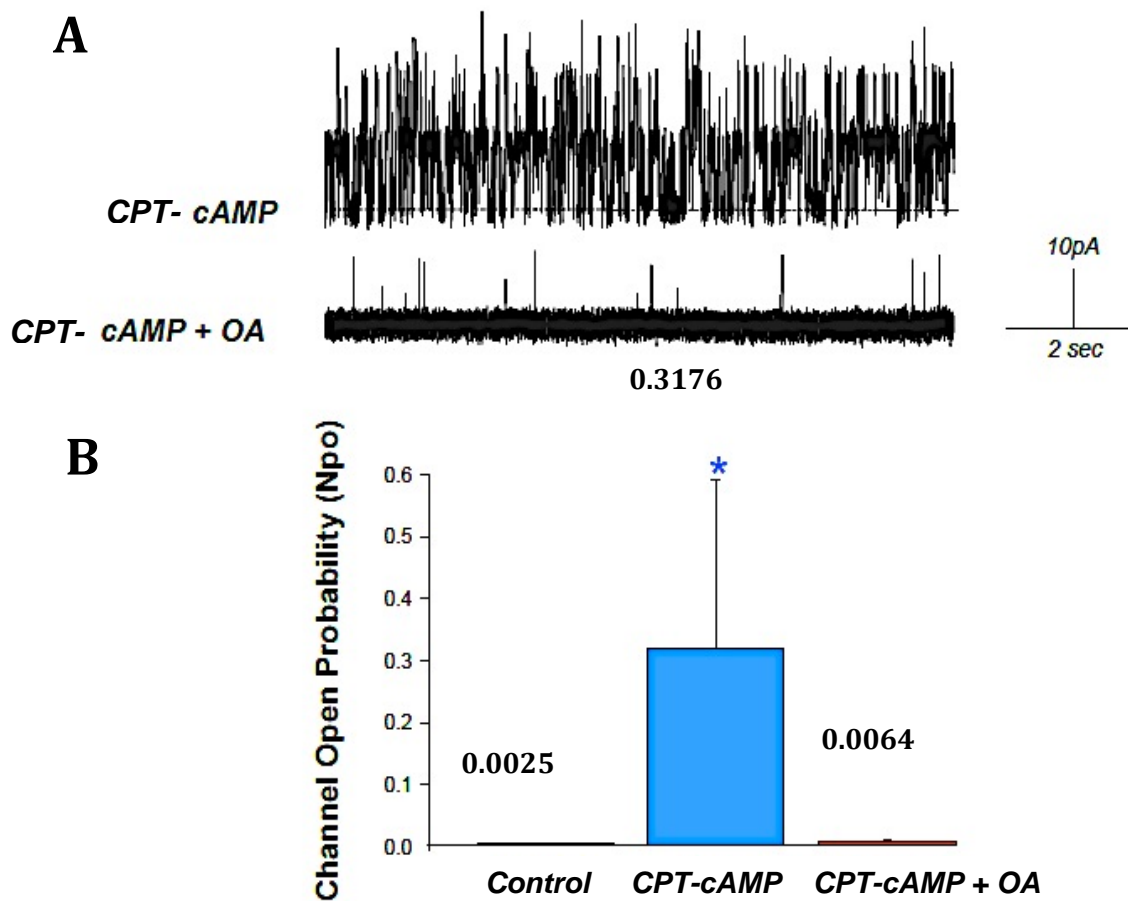 A
CPT- cAMP
10pA
CPT- cAMP + OA
2 sec
0.3176
B
Channel Open Probability (Npo)
0.6
*
0.5
0.4
0.3
0.2
0.0064
0.0025
0.1
0.0
Control CPT-cAMP CPT-cAMP + OA